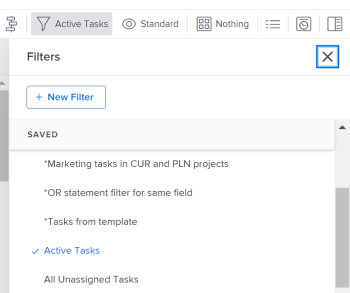 Active Tasks Standard Nothing
Filters
+ New Filter
SAVED
*Marketing tasks in CUR and PLN projects
*OR statement filter for same field
*Tasks from template
Active Tasks
All Unassigned Tasks